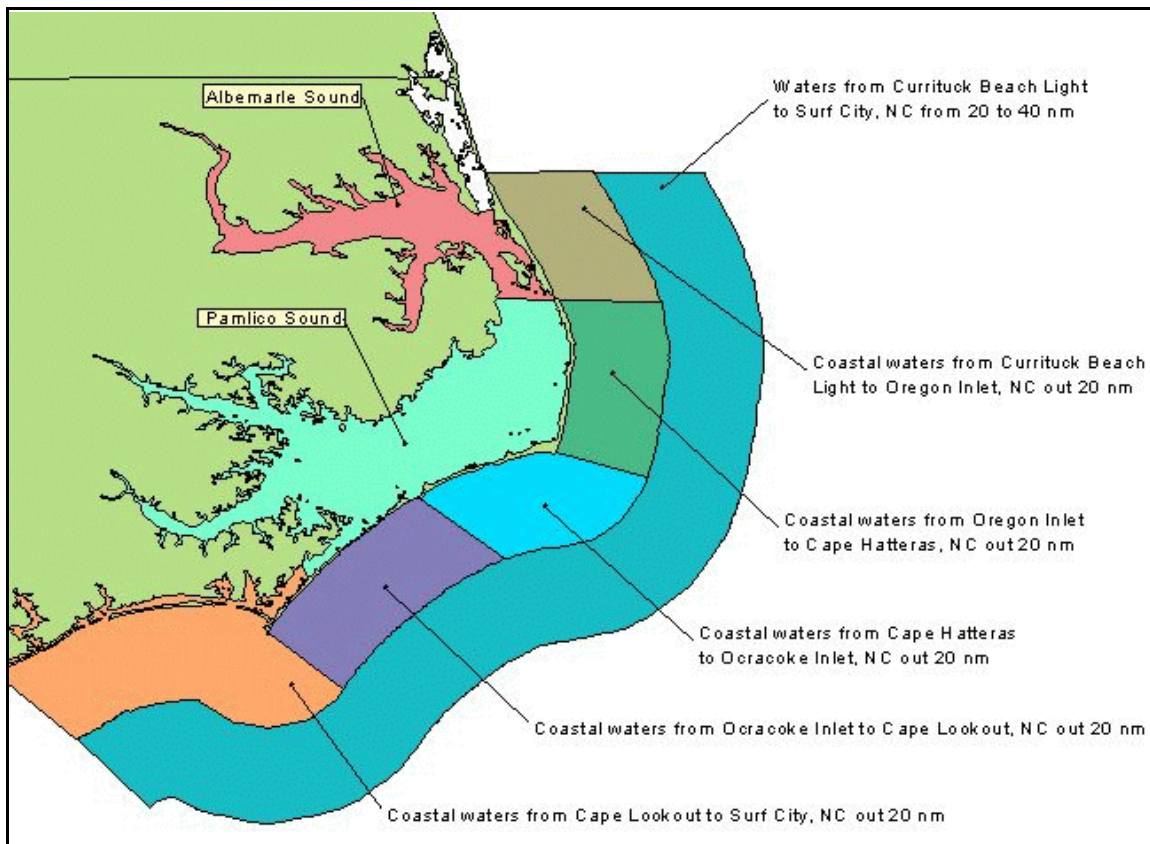 Albemarle Sound
Waters from Currituck Beach Light
to Surf City, NC from 20 to 40 nm
Pamlico Sound
Coastal waters from Currituck Beach
Light to Oregon Inlet, NC out 20 nm
Coastal waters from Oregon Inlet
to Cape Hatteras, NC out 20 nm
Coastal waters from Cape Hatteras
to Ocracoke Inlet, NC out 20 nm
Coastal waters from Ocracoke Inlet to Cape Lookout, NC out 20 nm
Coastal waters from Cape Lookout to Surf City, NC out 20 nm